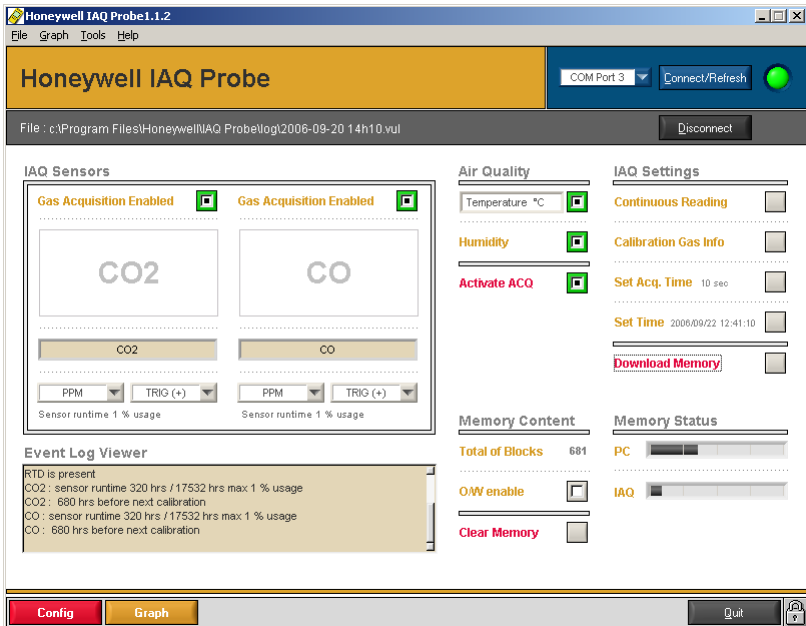 Honeywell IAQ Probe1.1.2
File Graph Tools Help
Honeywell IAQ Probe
COM Port 3
Connect/Refresh
File : c:\Program Files\Honeywell\IAQ Probe\log\2006-09-20 14h10.vul
Disconnect
IAQ Sensors
Gas Acquisition Enabled
Gas Acquisition Enabled
CO2
CO
CO2
CO
PPM
TRIG (+)
PPM
TRIG (+)
Sensor runtime 1 % usage
Sensor runtime 1 % usage
Air Quality
Temperature °C
Humidity
Activate ACQ
IAQ Settings
Continuous Reading
Calibration Gas Info
Set Acq. Time 10 sec
Set Time 2006/09/22 12:41:10
Download Memory
Event Log Viewer
RTD is present
CO2 : sensor runtime 320 hrs / 17532 hrs max 1 % usage
CO2 : 680 hrs before next calibration
CO : sensor runtime 320 hrs / 17532 hrs max 1 % usage
CO : 680 hrs before next calibration
Memory Content
Total of Blocks 681
O/W enable
Clear Memory
Memory Status
PC
IAQ
Config
Graph
Quit